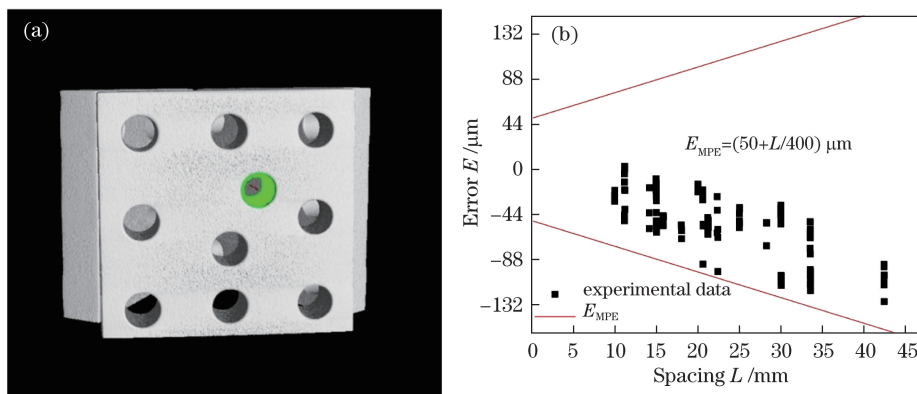 (a)
(b)
132
88
44
0
−44
−88
−132
Error E /μm
E_MPE=(50+L/400) μm
experimental data
E_MPE
0 5 10 15 20 25 30 35 40 45
Spacing L /mm